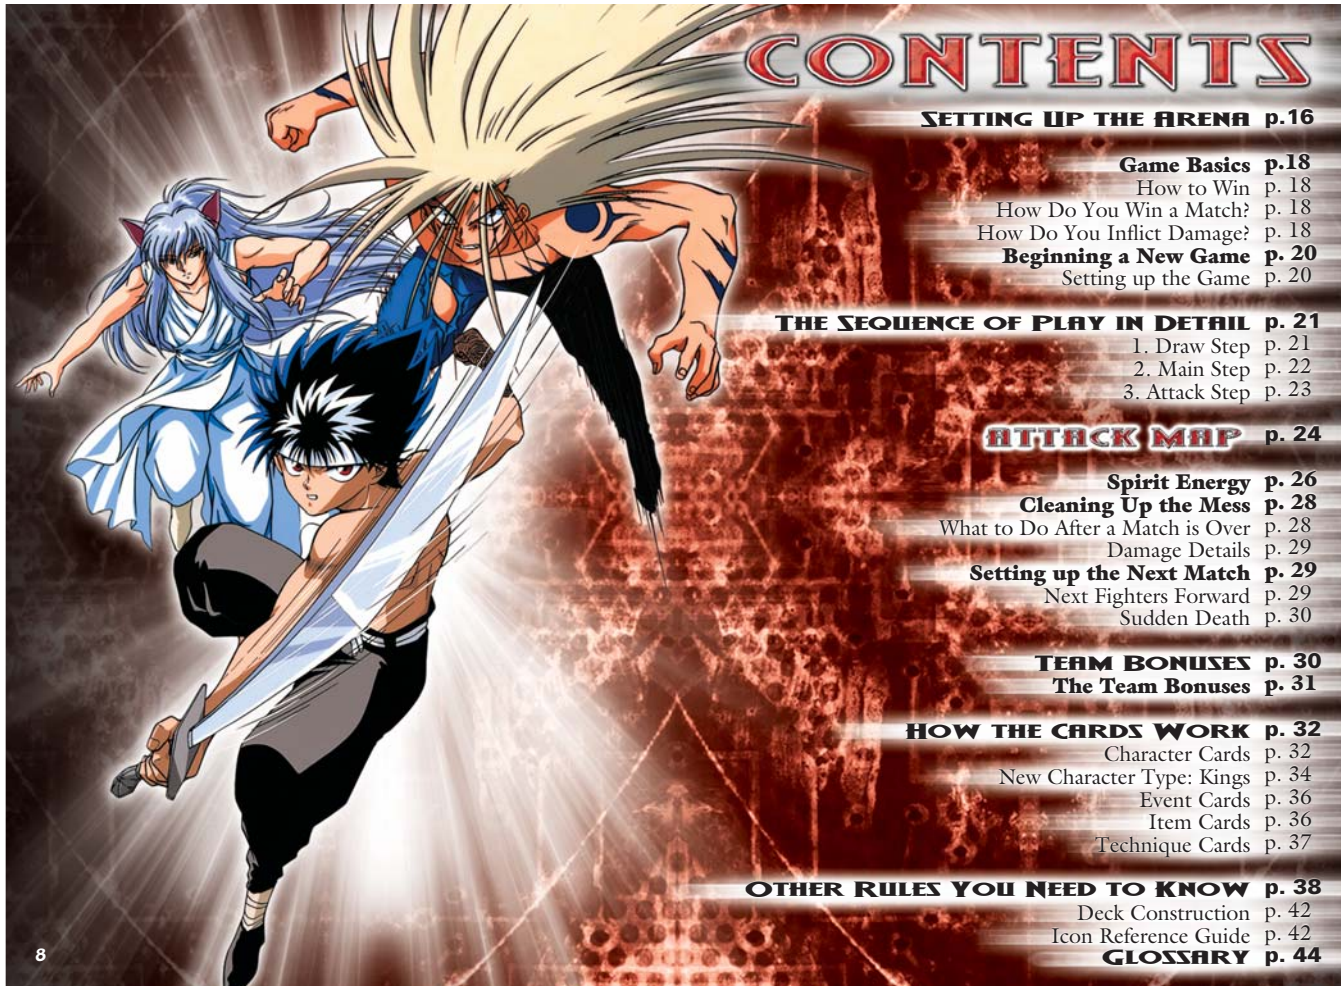 CONTENTS
SETTING UP THE ARENA p.16
Game Basics p.18
How to Win p. 18
How Do You Win a Match? p. 18
How Do You Inflict Damage? p. 18
Beginning a New Game p. 20
Setting up the Game p. 20
THE SEQUENCE OF PLAY IN DETAIL p. 21
1. Draw Step p. 21
2. Main Step p. 22
3. Attack Step p. 23
ATTACK MAP p. 24
Spirit Energy p. 26
Cleaning Up the Mess p. 28
What to Do After a Match is Over p. 28
Damage Details p. 29
Setting up the Next Match p. 29
Next Fighters Forward p. 29
Sudden Death p. 30
TEAM BONUSES p. 30
The Team Bonuses p. 31
HOW THE CARDS WORK p. 32
Character Cards p. 32
New Character Type: Kings p. 34
Event Cards p. 36
Item Cards p. 36
Technique Cards p. 37
OTHER RULES YOU NEED TO KNOW p. 38
Deck Construction p. 42
Icon Reference Guide p. 42
GLOSSARY p. 44
8